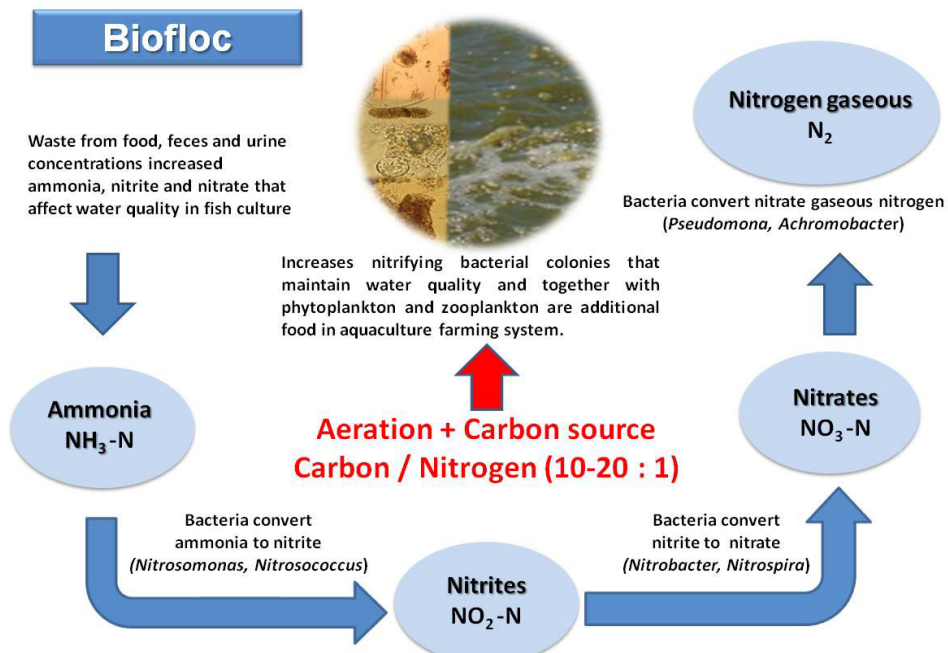 Biofloc
Waste from food, feces and urine
concentrations increased
ammonia, nitrite and nitrate that
affect water quality in fish culture
Increases nitrifying bacterial colonies that
maintain water quality and together with
phytoplankton and zooplankton are additional
food in aquaculture farming system.
Nitrogen gaseous
N₂
Bacteria convert nitrate gaseous nitrogen
(Pseudomona, Achromobacter)
Ammonia
NH₃-N
Aeration + Carbon source
Carbon / Nitrogen (10-20 : 1)
Nitrates
NO₃-N
Bacteria convert
ammonia to nitrite
(Nitrosomonas, Nitrosococcus)
Nitrites
NO₂-N
Bacteria convert
nitrite to nitrate
(Nitrobacter, Nitrospira)